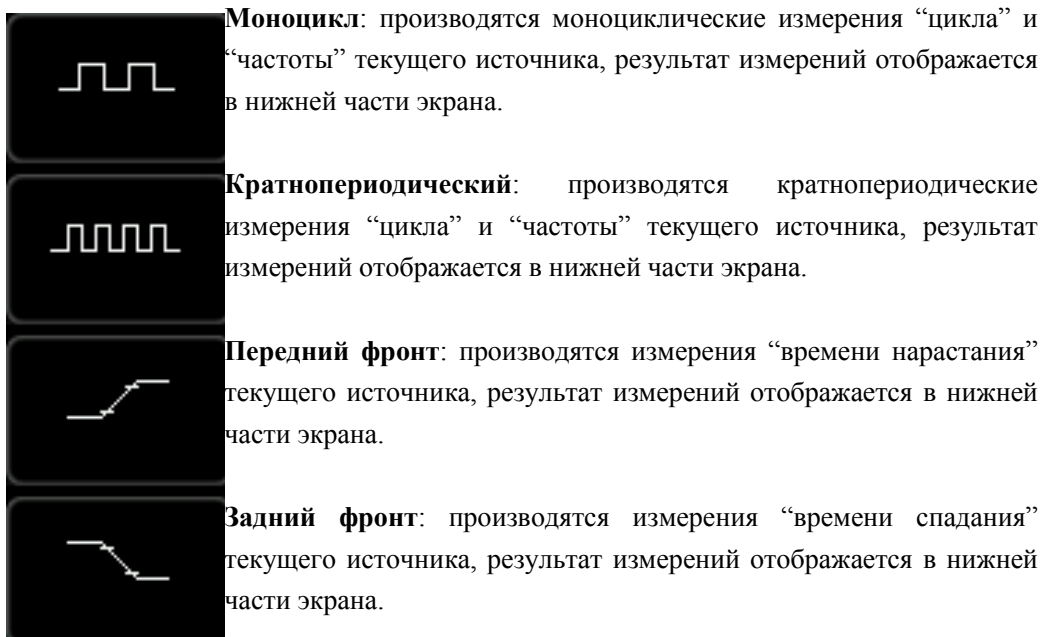 Моноцикл: производятся моноциклические измерения “цикла” и
“частоты” текущего источника, результат измерений отображается
в нижней части экрана.
Кратнопериодический: производятся кратнопериодические
измерения “цикла” и “частоты” текущего источника, результат
измерений отображается в нижней части экрана.
Передний фронт: производятся измерения “времени нарастания”
текущего источника, результат измерений отображается в нижней
части экрана.
Задний фронт: производятся измерения “времени спадания”
текущего источника, результат измерений отображается в нижней
части экрана.